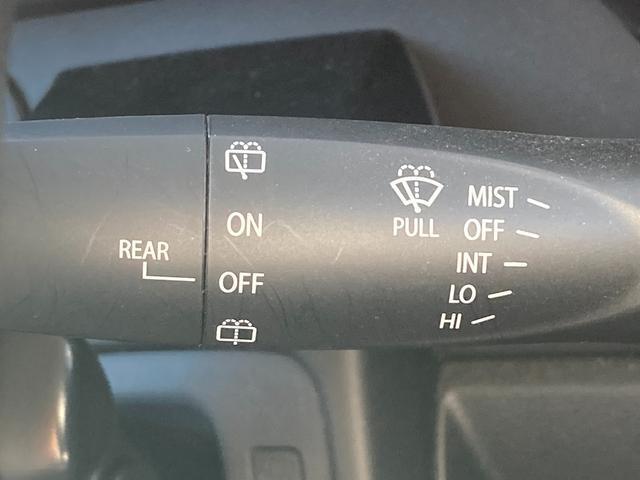 REAR
ON
OFF
PULL
MIST
OFF
INT
LO
HI